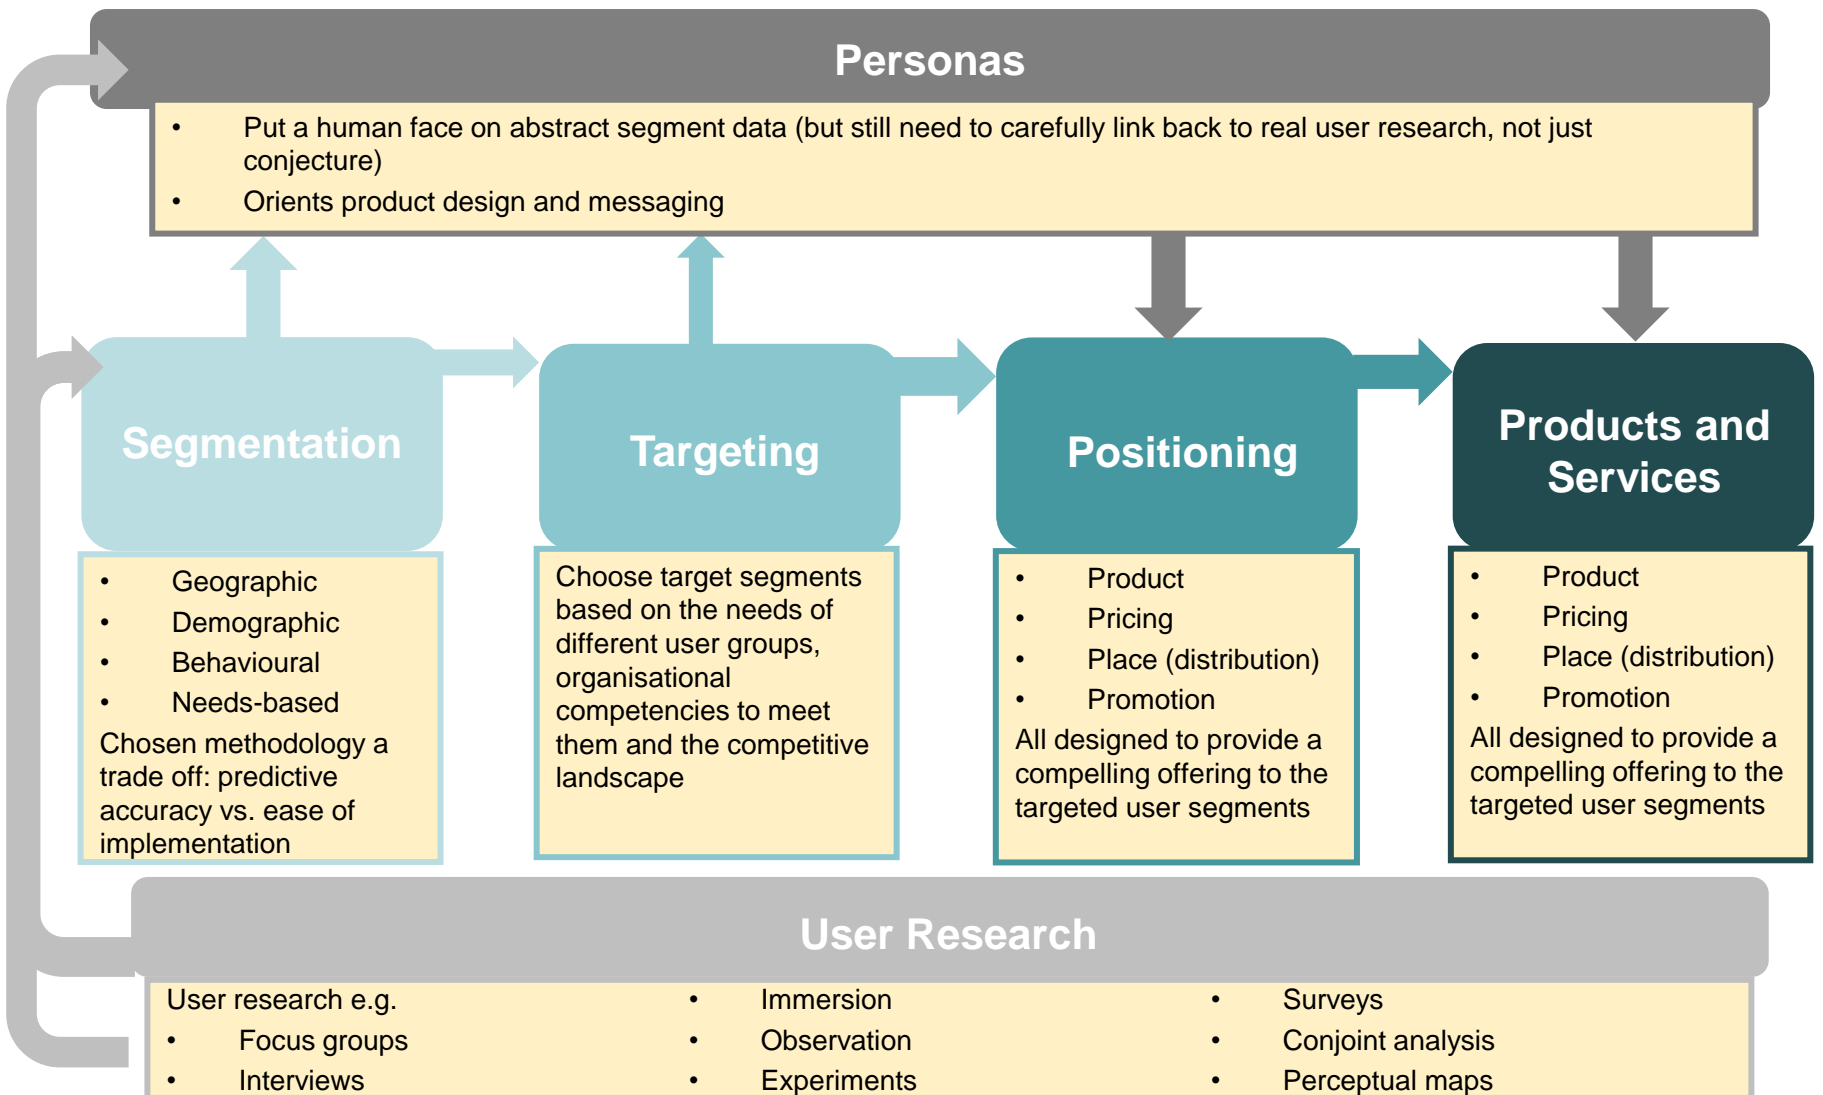 Personas
• Put a human face on abstract segment data (but still need to carefully link back to real user research, not just
conjecture)
• Orients product design and messaging
Segmentation
• Geographic
• Demographic
• Behavioural
• Needs-based
Chosen methodology a
trade off: predictive
accuracy vs. ease of
implementation
Targeting
Choose target segments
based on the needs of
different user groups,
organisational
competencies to meet
them and the competitive
landscape
Positioning
• Product
• Pricing
• Place (distribution)
• Promotion
All designed to provide a
compelling offering to the
targeted user segments
Products and
Services
• Product
• Pricing
• Place (distribution)
• Promotion
All designed to provide a
compelling offering to the
targeted user segments
User Research
User research e.g.
• Focus groups
• Interviews
• Immersion
• Observation
• Experiments
• Surveys
• Conjoint analysis
• Perceptual maps